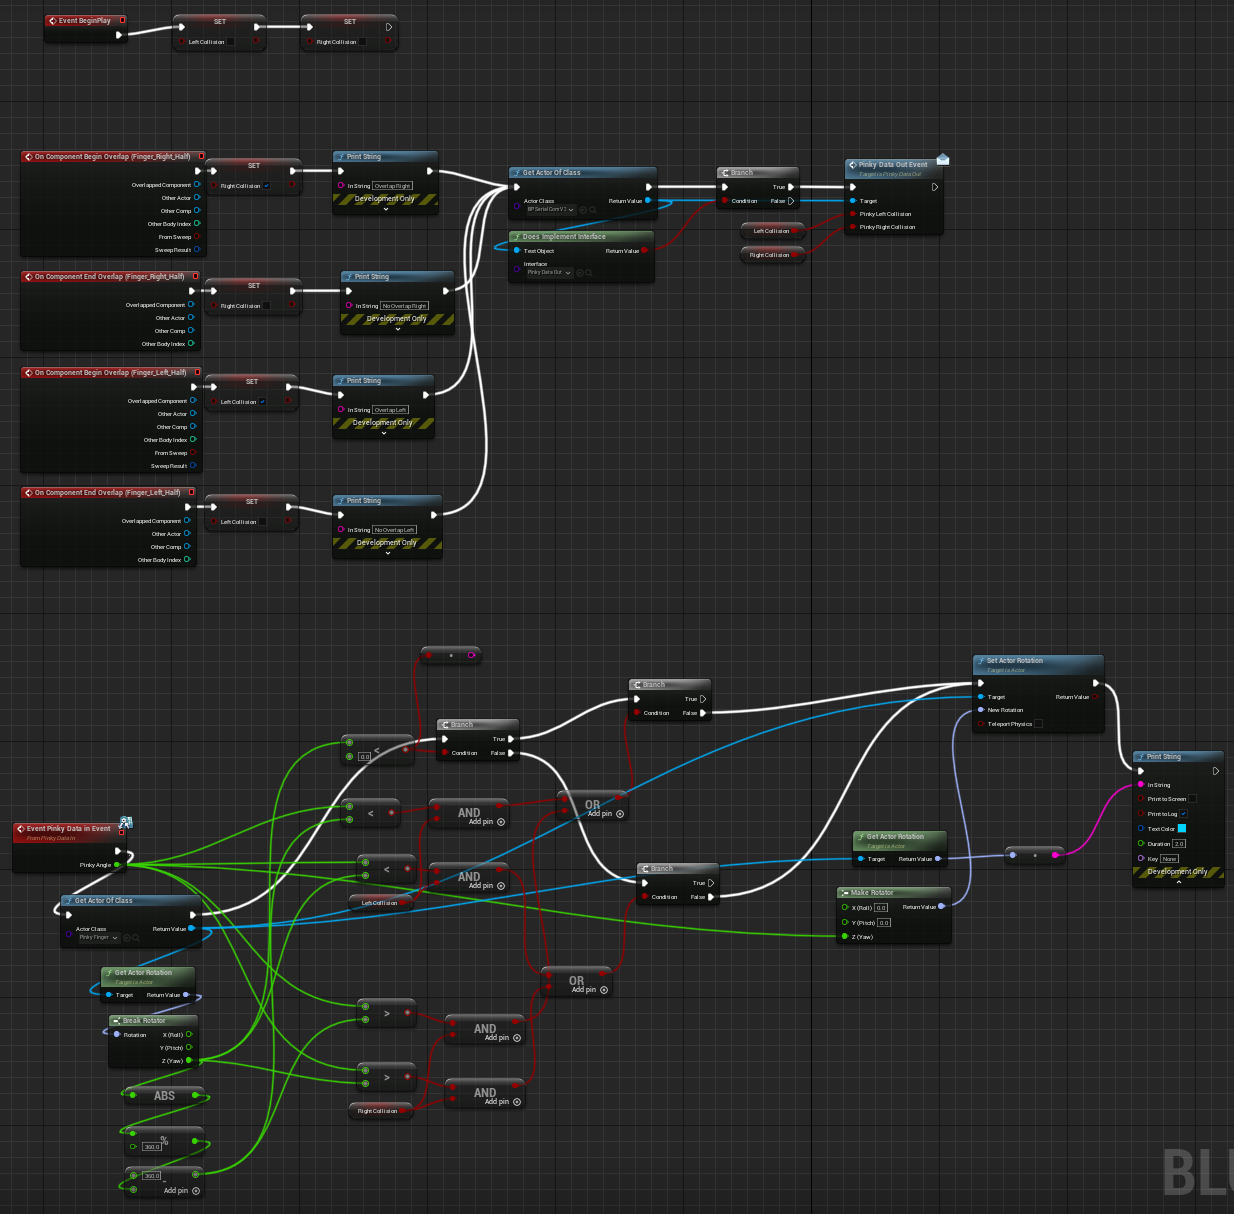 Event BeginPlay
SET
Left Collision
SET
Right Collision
On Component Begin Overlap (Finger_Right_Half)
Overlapped Component
Other Actor
Other Comp
Other Body Index
From Sweep
Sweep Result
SET
Right Collision
Print String
In String Overlap Right
Development Only
Get Actor Of Class
Actor Class
Return Value
BP Serial Com V2
Does Implement Interface
Test Object
Return Value
Interface
Pinky Data Out
Branch
True
Condition
False
Left Collision
Right Collision
Pinky Data Out Event
Target is Pinky Data Out
Target
Pinky Left Collision
Pinky Right Collision
On Component End Overlap (Finger_Right_Half)
Overlapped Component
Other Actor
Other Comp
Other Body Index
SET
Right Collision
Print String
In String No Overlap Right
Development Only
On Component Begin Overlap (Finger_Left_Half)
Overlapped Component
Other Actor
Other Comp
Other Body Index
From Sweep
Sweep Result
SET
Left Collision
Print String
In String Overlap Left
Development Only
On Component End Overlap (Finger_Left_Half)
Overlapped Component
Other Actor
Other Comp
Other Body Index
SET
Left Collision
Print String
In String No Overlap Left
Development Only
Event Pinky Data in Event
From Pinky Data In
Pinky Angle
Get Actor Of Class
Actor Class
Return Value
Pinky Finger
Get Actor Rotation
Target is Actor
Target
Return Value
Break Rotator
Rotation
X (Roll)
Y (Pitch)
Z (Yaw)
ABS
%
360.0
360.0
-
Add pin
<
0.0
Branch
True
Condition
False
<
AND
Add pin
<
AND
Add pin
Left Collision
OR
Add pin
Branch
True
Condition
False
Branch
True
Condition
False
OR
Add pin
>
AND
Add pin
>
AND
Add pin
Right Collision
Get Actor Rotation
Target is Actor
Target
Return Value
Make Rotator
X (Roll) 0.0
Return Value
Y (Pitch) 0.0
Z (Yaw)
Set Actor Rotation
Target is Actor
Target
Return Value
New Rotation
Teleport Physics
Print String
In String
Print to Screen
Print to Log
Text Color
Duration 2.0
Key None
Development Only
BLU